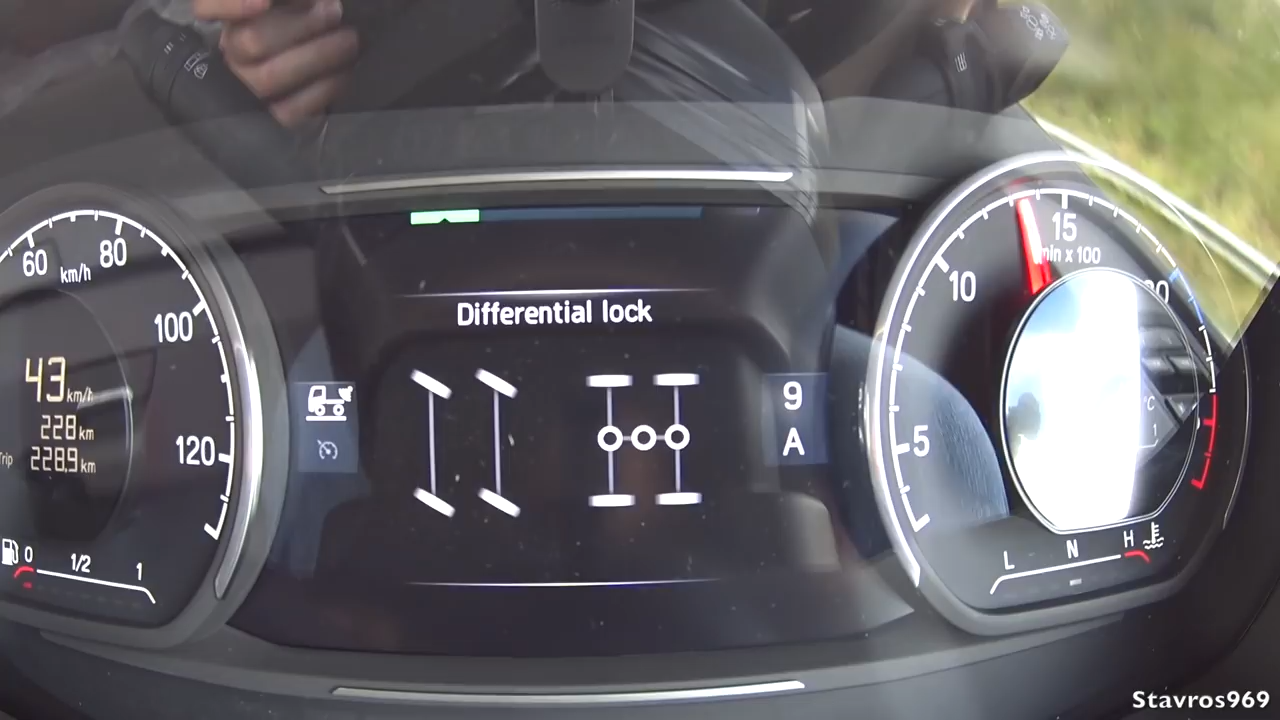 60
80
km/h
100
120
43 km/h
228 km
Trip 228.9 km
0
1/2
1
Differential lock
9
A
5
10
15
min x 100
20
°C
L
N
H
Stavros969